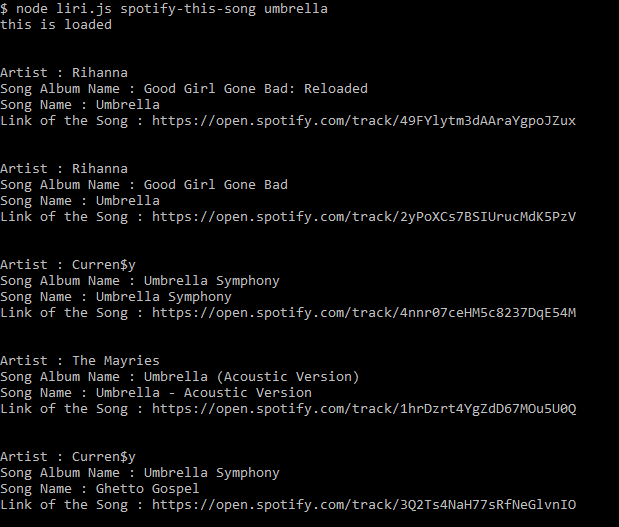 $ node liri.js spotify-this-song umbrella
this is loaded
Artist : Rihanna
Song Album Name : Good Girl Gone Bad: Reloaded
Song Name : Umbrella
Link of the Song : https://open.spotify.com/track/49FYlytm3dAAraYgpoJZux
Artist : Rihanna
Song Album Name : Good Girl Gone Bad
Song Name : Umbrella
Link of the Song : https://open.spotify.com/track/2yPoXCs7BSIUrucMdK5PzV
Artist : Curren$y
Song Album Name : Umbrella Symphony
Song Name : Umbrella Symphony
Link of the Song : https://open.spotify.com/track/4nnr07ceHM5c8237DqE54M
Artist : The Mayries
Song Album Name : Umbrella (Acoustic Version)
Song Name : Umbrella - Acoustic Version
Link of the Song : https://open.spotify.com/track/1hrDzrt4YgZdD67MOu5U0Q
Artist : Curren$y
Song Album Name : Umbrella Symphony
Song Name : Ghetto Gospel
Link of the Song : https://open.spotify.com/track/3Q2Ts4NaH77sRfNeGlvnIO